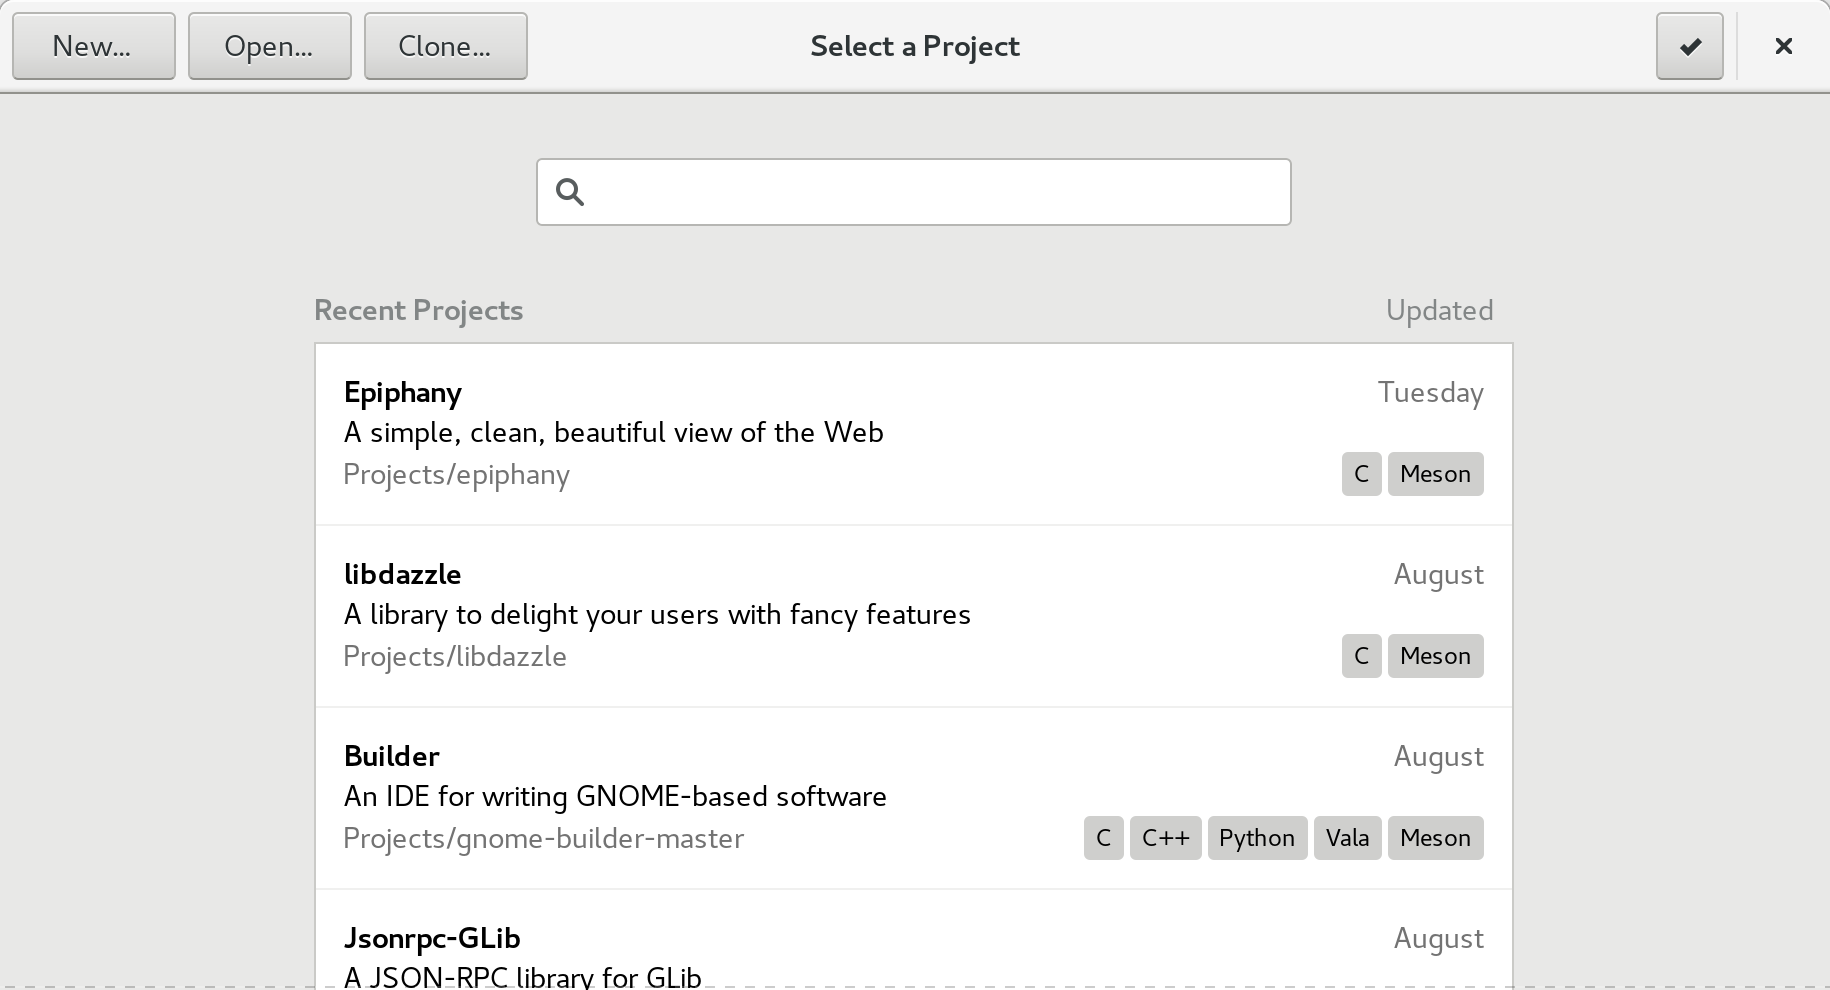 New... Open... Clone... Select a Project
Recent Projects Updated
Epiphany Tuesday
A simple, clean, beautiful view of the Web
Projects/epiphany C Meson
libdazzle August
A library to delight your users with fancy features
Projects/libdazzle C Meson
Builder August
An IDE for writing GNOME-based software
Projects/gnome-builder-master C C++ Python Vala Meson
Jsonrpc-GLib August
A JSON-RPC library for GLib